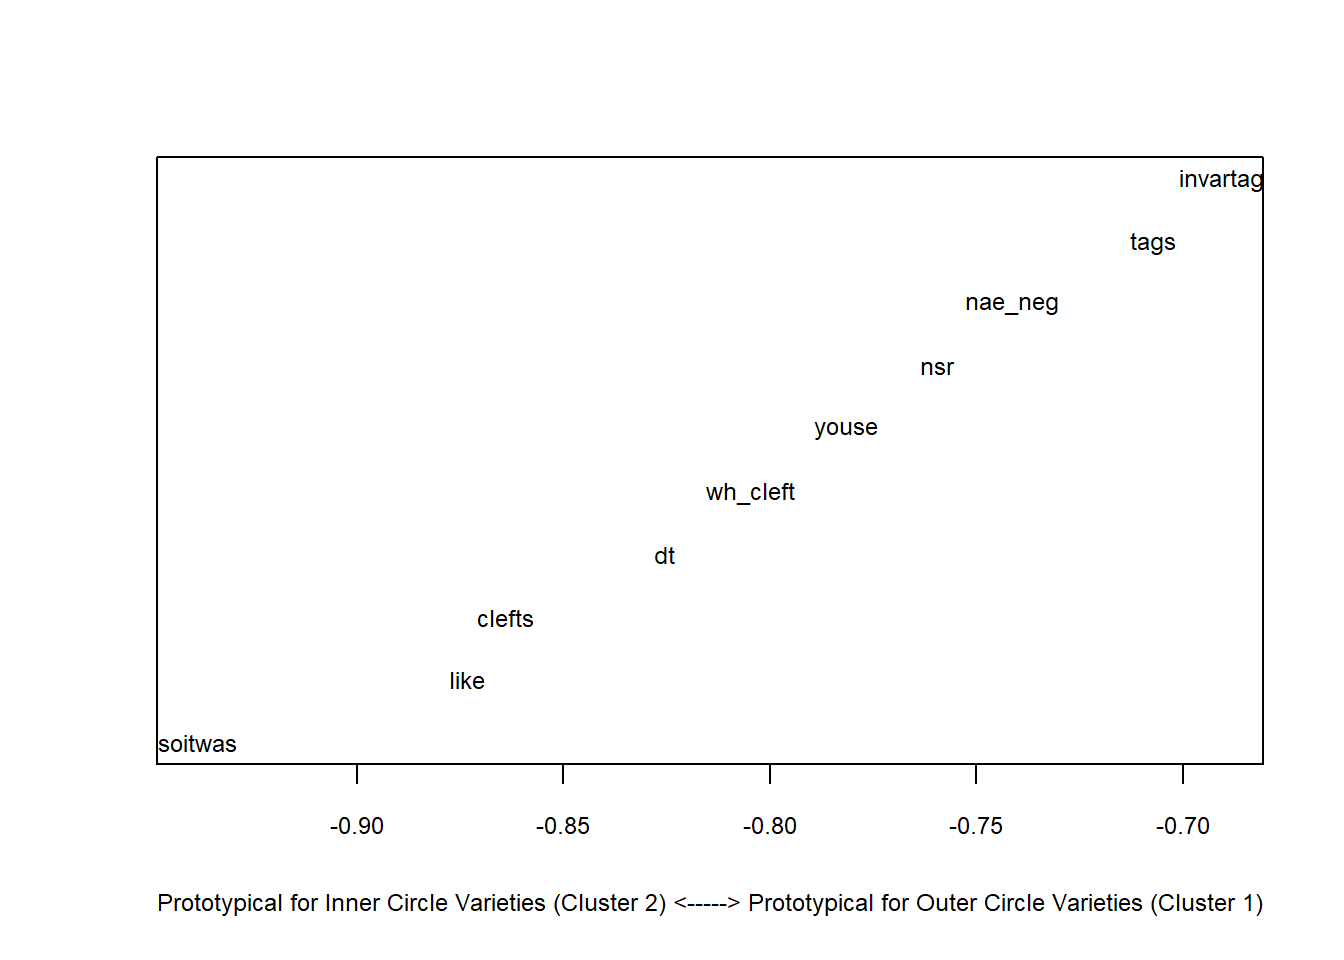 invartag
tags
nae_neg
nsr
youse
wh_cleft
dt
clefts
like
soitwas
-0.90 -0.85 -0.80 -0.75 -0.70
Prototypical for Inner Circle Varieties (Cluster 2) <-----> Prototypical for Outer Circle Varieties (Cluster 1)